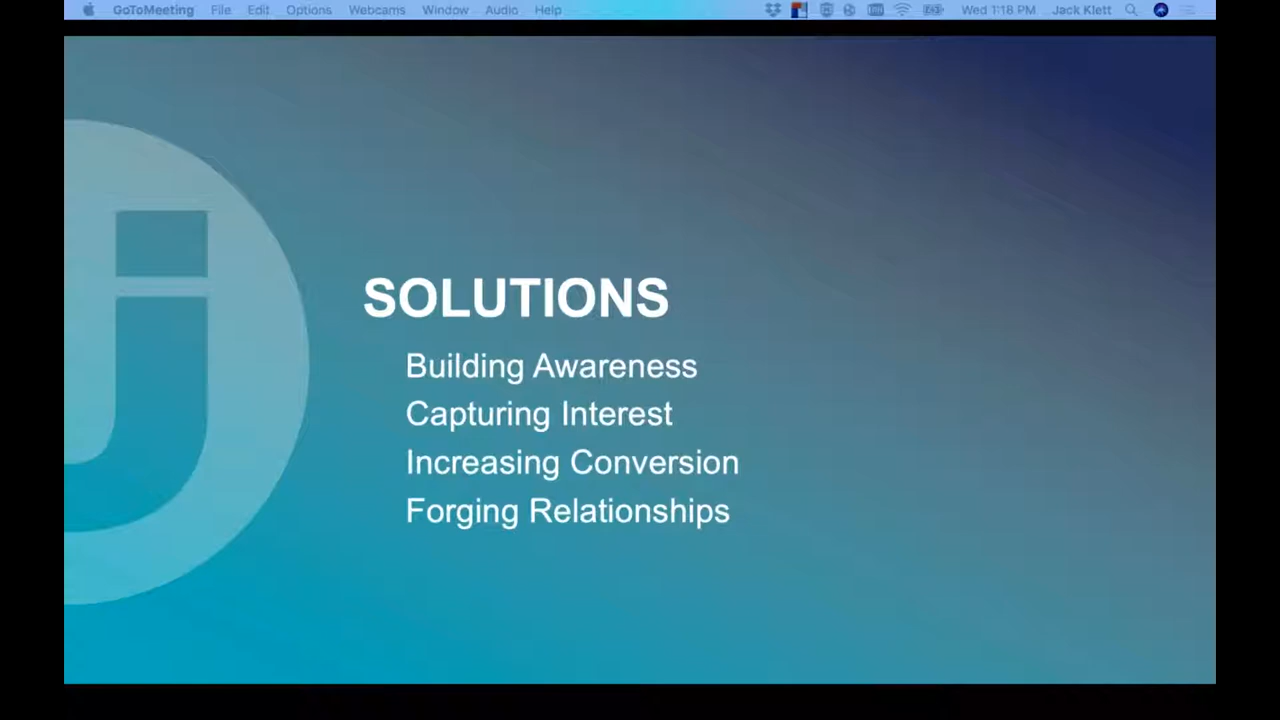 GoToMeeting File Edit Options Webcams Window Audio Help Wed 1:18 PM Jack Klett
SOLUTIONS
Building Awareness
Capturing Interest
Increasing Conversion
Forging Relationships